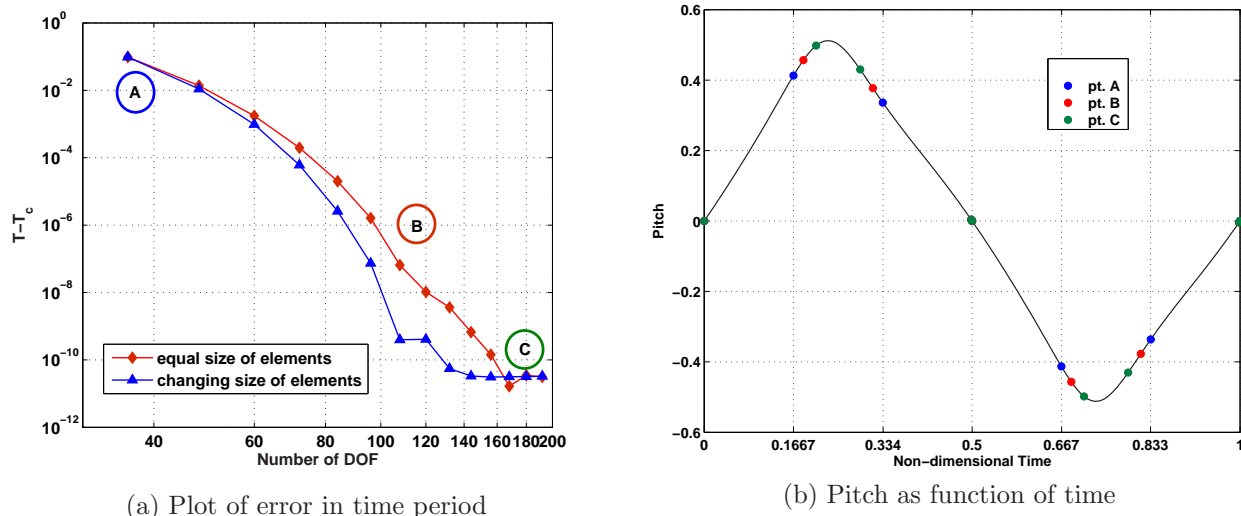 10^0
10^−2
10^−4
10^−6
10^−8
10^−10
10^−12
T−T_c
A
B
C
equal size of elements
changing size of elements
40 60 80 100 120 140 160 180 200
Number of DOF
(a) Plot of error in time period
0.6
0.4
0.2
0
−0.2
−0.4
−0.6
Pitch
pt. A
pt. B
pt. C
0 0.1667 0.334 0.5 0.667 0.833 1
Non−dimensional Time
(b) Pitch as function of time